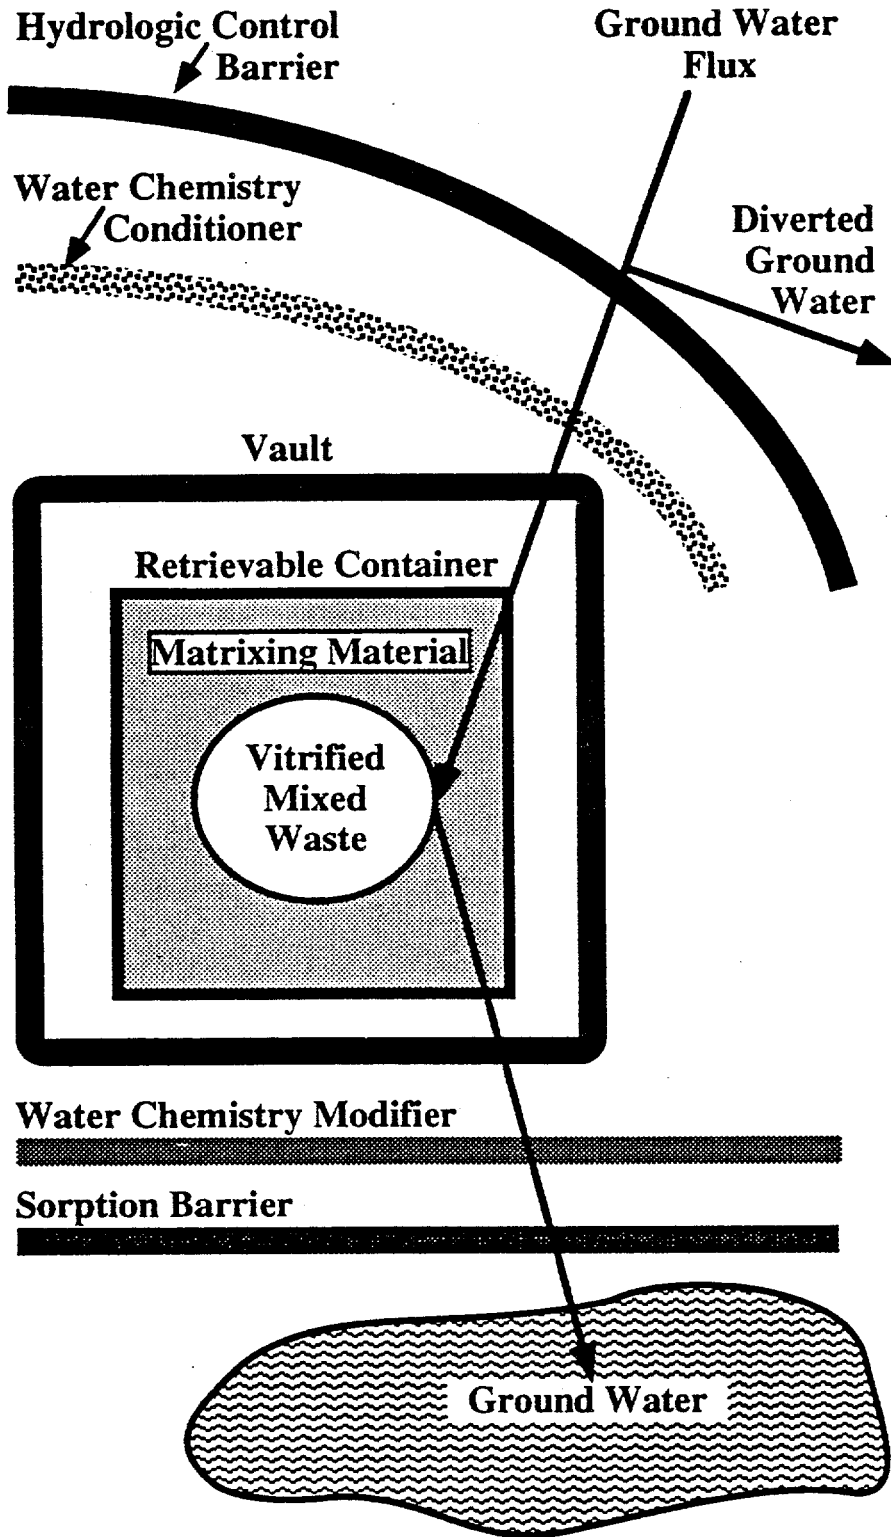 Hydrologic Control
Barrier
Ground Water
Flux
Water Chemistry
Conditioner
Diverted
Ground
Water
Vault
Retrievable Container
Matrixing Material
Vitrified
Mixed
Waste
Water Chemistry Modifier
Sorption Barrier
Ground Water